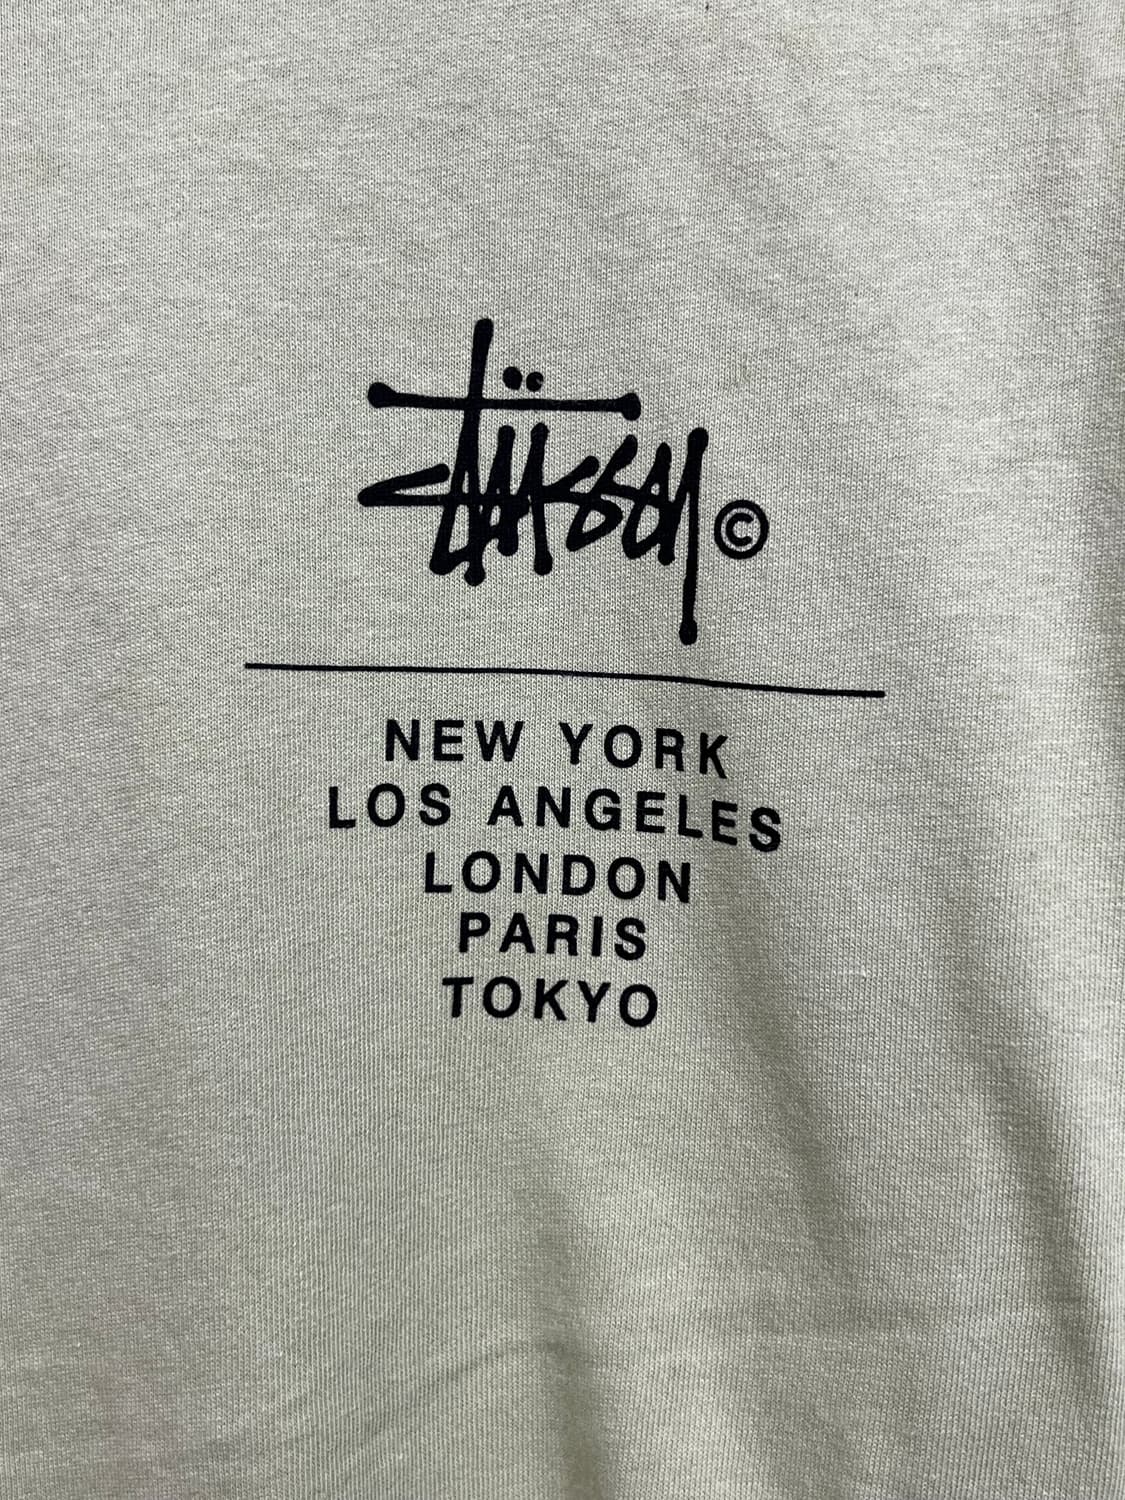 Stüssy©
NEW YORK
LOS ANGELES
LONDON
PARIS
TOKYO